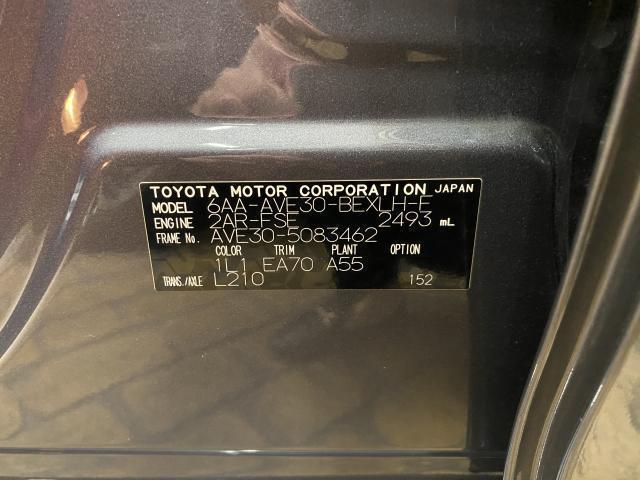 TOYOTA MOTOR CORPORATION JAPAN
MODEL 6AA-AVE30-BEXLH-F
ENGINE 2AR-FSE 2493 mL
FRAME No. AVE30-5083462
COLOR TRIM PLANT OPTION
1L1 EA70 A55
TRANS./AXLE L210 152